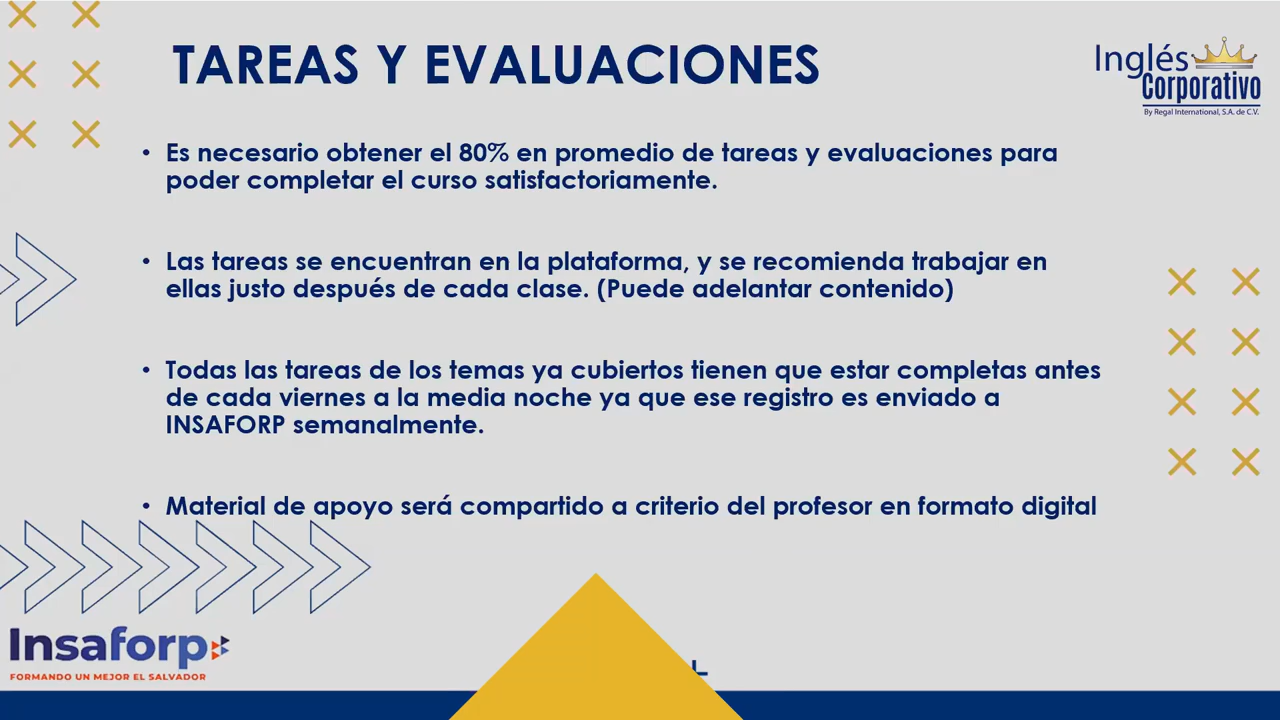 TAREAS Y EVALUACIONES
Inglés
Corporativo
By Regal International, S.A. de C.V.
• Es necesario obtener el 80% en promedio de tareas y evaluaciones para
poder completar el curso satisfactoriamente.
• Las tareas se encuentran en la plataforma, y se recomienda trabajar en
ellas justo después de cada clase. (Puede adelantar contenido)
• Todas las tareas de los temas ya cubiertos tienen que estar completas antes
de cada viernes a la media noche ya que ese registro es enviado a
INSAFORP semanalmente.
• Material de apoyo será compartido a criterio del profesor en formato digital
Insaforp
FORMANDO UN MEJOR EL SALVADOR